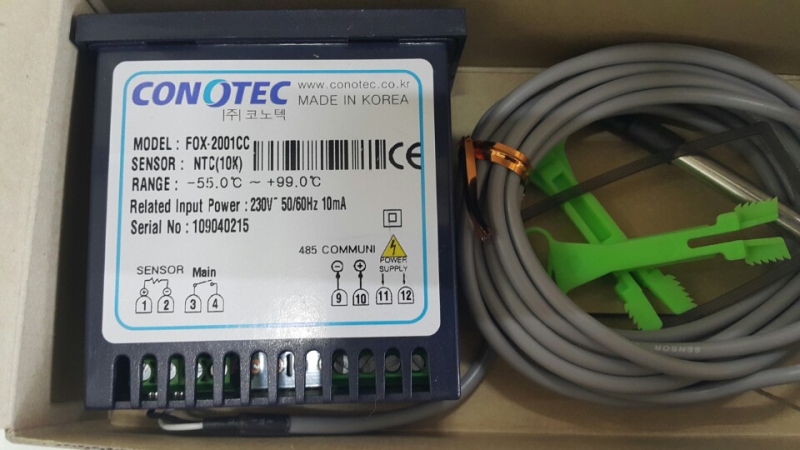 CONOTEC www.conotec.co.kr
(주)코노텍 MADE IN KOREA
MODEL : FOX-2001CC
SENSOR : NTC(10K)
CE
RANGE : -55.0℃ ~ +99.0℃
Related Input Power : 230V~ 50/60Hz 10mA
Serial No : 109040215
485 COMMUNI
POWER
SUPPLY
SENSOR Main
1 2 3 4 9 10 11 12
SENSOR